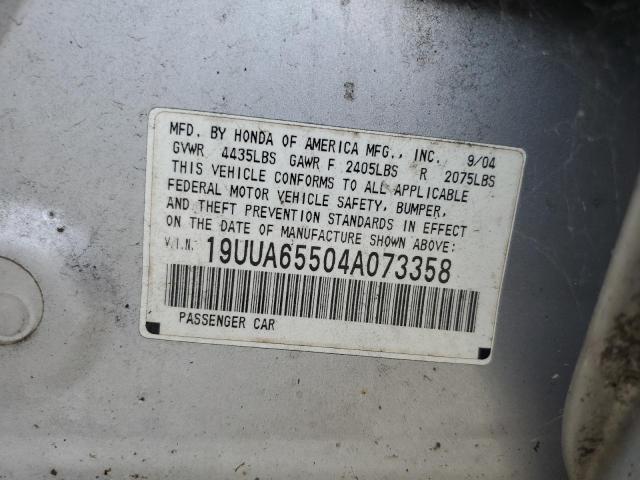 MFD. BY HONDA OF AMERICA MFG., INC. 9/04
GVWR 4435LBS GAWR F 2405LBS R 2075LBS
THIS VEHICLE CONFORMS TO ALL APPLICABLE
FEDERAL MOTOR VEHICLE SAFETY, BUMPER,
AND THEFT PREVENTION STANDARDS IN EFFECT
ON THE DATE OF MANUFACTURE SHOWN ABOVE:
V.I.N. 19UUA65504A073358
PASSENGER CAR